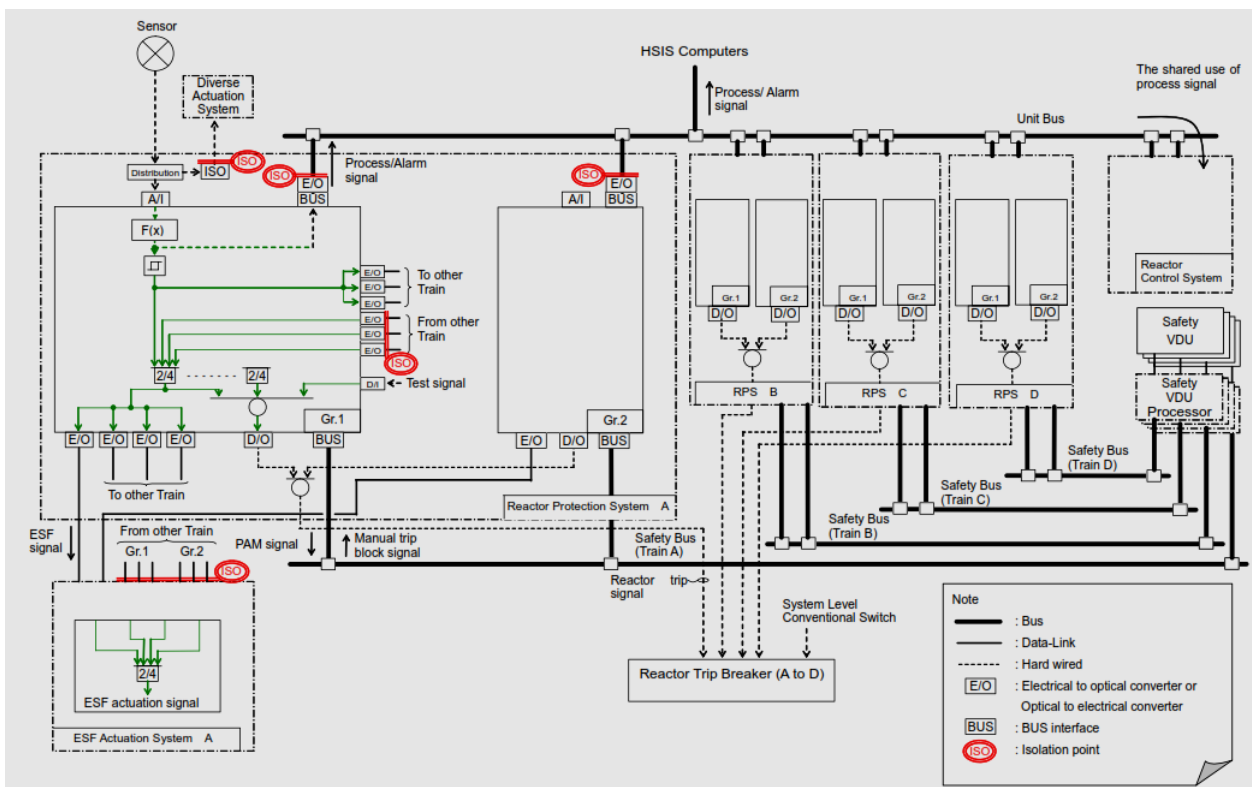 Sensor
HSIS Computers
The shared use of
process signal
Diverse
Actuation
System
Process/ Alarm
signal
Unit Bus
Distribution
ISO
ISO
ISO
Process/Alarm
signal
ISO
E/O
BUS
E/O
BUS
A/I
A/I
F(x)
E/O
E/O
E/O
To other
Train
E/O
E/O
E/O
From other
Train
ISO
2/4
2/4
D/I
Test signal
Gr.1
Gr.2
E/O
E/O
E/O
E/O
D/O
BUS
E/O
D/O
BUS
To other Train
Reactor Protection System A
Gr.1
Gr.2
D/O
D/O
RPS B
Gr.1
Gr.2
D/O
D/O
RPS C
Gr.1
Gr.2
D/O
D/O
RPS D
Reactor
Control System
Safety
VDU
Safety
VDU
Processor
Safety Bus
(Train D)
Safety Bus
(Train C)
Safety Bus
(Train B)
Safety Bus
(Train A)
ESF
signal
From other Train
Gr.1
Gr.2
ISO
PAM signal
Manual trip
block signal
Reactor trip
signal
System Level
Conventional Switch
Reactor Trip Breaker (A to D)
2/4
ESF actuation signal
ESF Actuation System A
Note
: Bus
: Data-Link
: Hard wired
E/O : Electrical to optical converter or
Optical to electrical converter
BUS : BUS interface
ISO : Isolation point